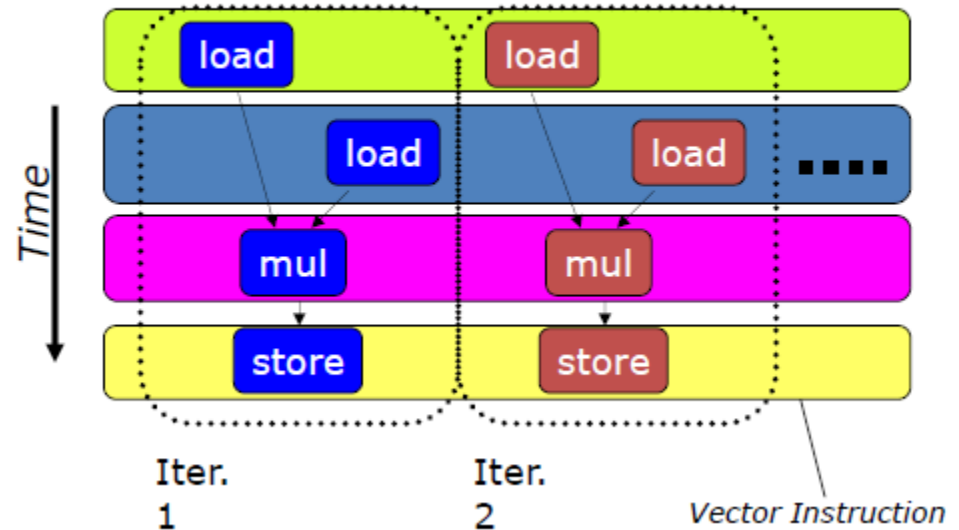 load load
Time
load load
mul mul
store store
Iter. Iter.
1 2
Vector Instruction